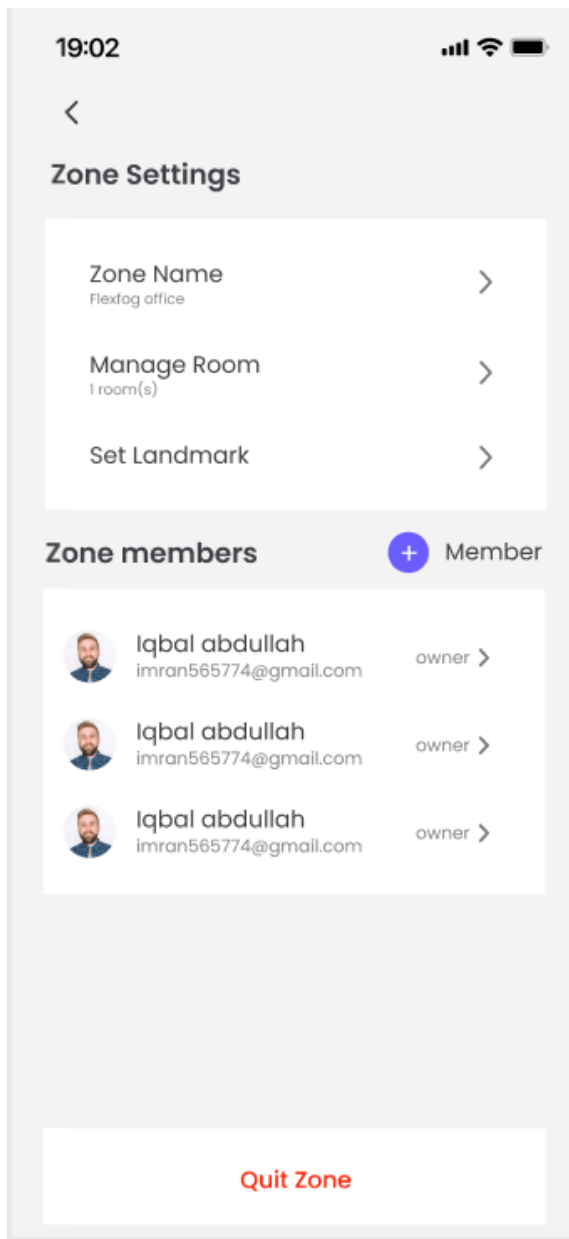 19:02
Zone Settings
Zone Name
Flexfog office
Manage Room
1 room(s)
Set Landmark
Zone members
+ Member
Iqbal abdullah
imran565774@gmail.com
owner
Iqbal abdullah
imran565774@gmail.com
owner
Iqbal abdullah
imran565774@gmail.com
owner
Quit Zone